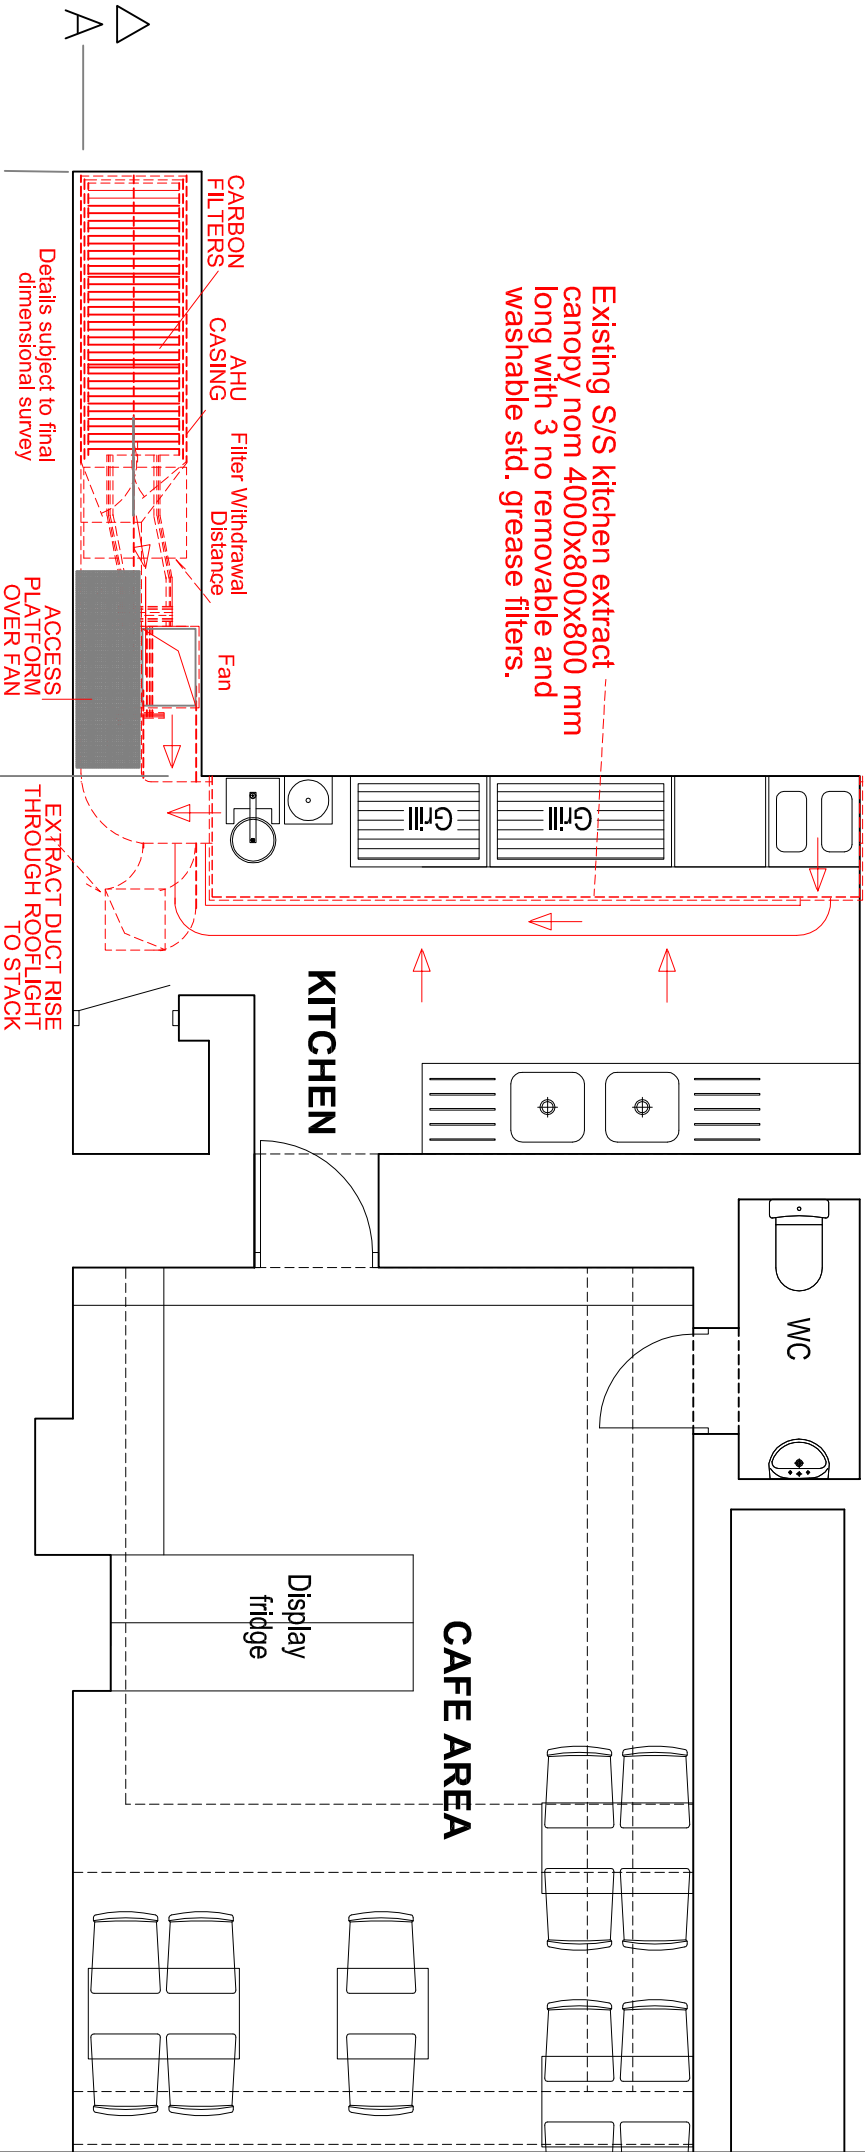 A
CARBON
FILTERS
AHU
CASING
Details subject to final
dimensional survey
Filter Withdrawal
Distance
Fan
ACCESS
PLATFORM
OVER FAN
Existing S/S kitchen extract
canopy nom 4000x800x800 mm
long with 3 no removable and
washable std. grease filters.
EXTRACT DUCT RISE
THROUGH ROOFLIGHT
TO STACK
Grill
Grill
KITCHEN
WC
Display
fridge
CAFE AREA